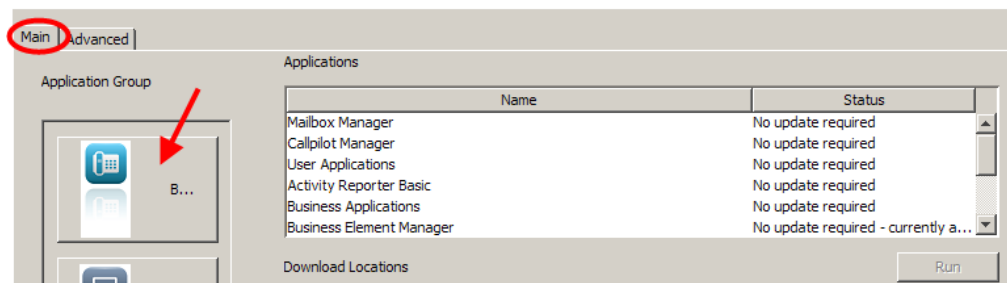 Main Advanced
Applications
Application Group
Name Status
Mailbox Manager No update required
Callpilot Manager No update required
User Applications No update required
B...
Activity Reporter Basic No update required
Business Applications No update required
Business Element Manager No update required - currently a...
Download Locations Run